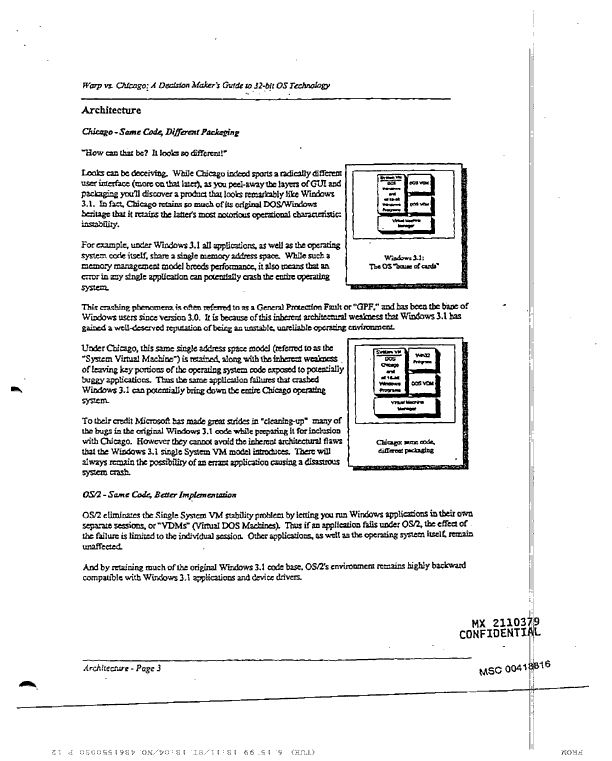 Warp vs. Chicago: A Decision Maker's Guide to 32-bit OS Technology
Architecture
Chicago - Same Code, Different Packaging
"How can that be? It looks so different!"
Looks can be deceiving. While Chicago indeed sports a radically different
user interface (more on that later), as you peel-away the layers of GUI and
packaging you'll discover a product that looks remarkably like Windows
3.1. In fact, Chicago retains so much of its original DOS/Windows
heritage that it retains the latter's most notorious operational characteristic:
instability.
System VM
DOS
Windows
and
all 16-bit
Windows
Programs
DOS VDM
DOS VDM
Virtual Machine
Manager
Windows 3.1:
The OS "house of cards"
For example, under Windows 3.1 all applications, as well as the operating
system code itself, share a single memory address space. While such a
memory management model breeds performance, it also means that an
error in any single application can potentially crash the entire operating
system.
This crashing phenomena is often referred to as a General Protection Fault or "GPF," and has been the bane of
Windows users since version 3.0. It is because of this inherent architectural weakness that Windows 3.1 has
gained a well-deserved reputation of being an unstable, unreliable operating environment.
Under Chicago, this same single address space model (referred to as the
"System Virtual Machine") is retained, along with the inherent weakness
of leaving key portions of the operating system code exposed to potentially
buggy applications. Thus the same application failures that crashed
Windows 3.1 can potentially bring down the entire Chicago operating
system.
System VM
DOS
Chicago
and
all 16-bit
Windows
Programs
Win32
Programs
DOS VDM
Virtual Machine
Manager
Chicago: same code,
different packaging
To their credit Microsoft has made great strides in "cleaning-up" many of
the bugs in the original Windows 3.1 code while preparing it for inclusion
with Chicago. However they cannot avoid the inherent architectural flaws
that the Windows 3.1 single System VM model introduces. There will
always remain the possibility of an errant application causing a disastrous
system crash.
OS/2 - Same Code, Better Implementation
OS/2 eliminates the Single System VM stability problem by letting you run Windows applications in their own
separate sessions, or "VDMs" (Virtual DOS Machines). Thus if an application fails under OS/2, the effect of
the failure is limited to the individual session. Other applications, as well as the operating system itself, remain
unaffected.
And by retaining much of the original Windows 3.1 code base, OS/2's environment remains highly backward
compatible with Windows 3.1 applications and device drivers.
MX 2110379
CONFIDENTIAL
Architecture - Page 3
MSC 00418816
FROM